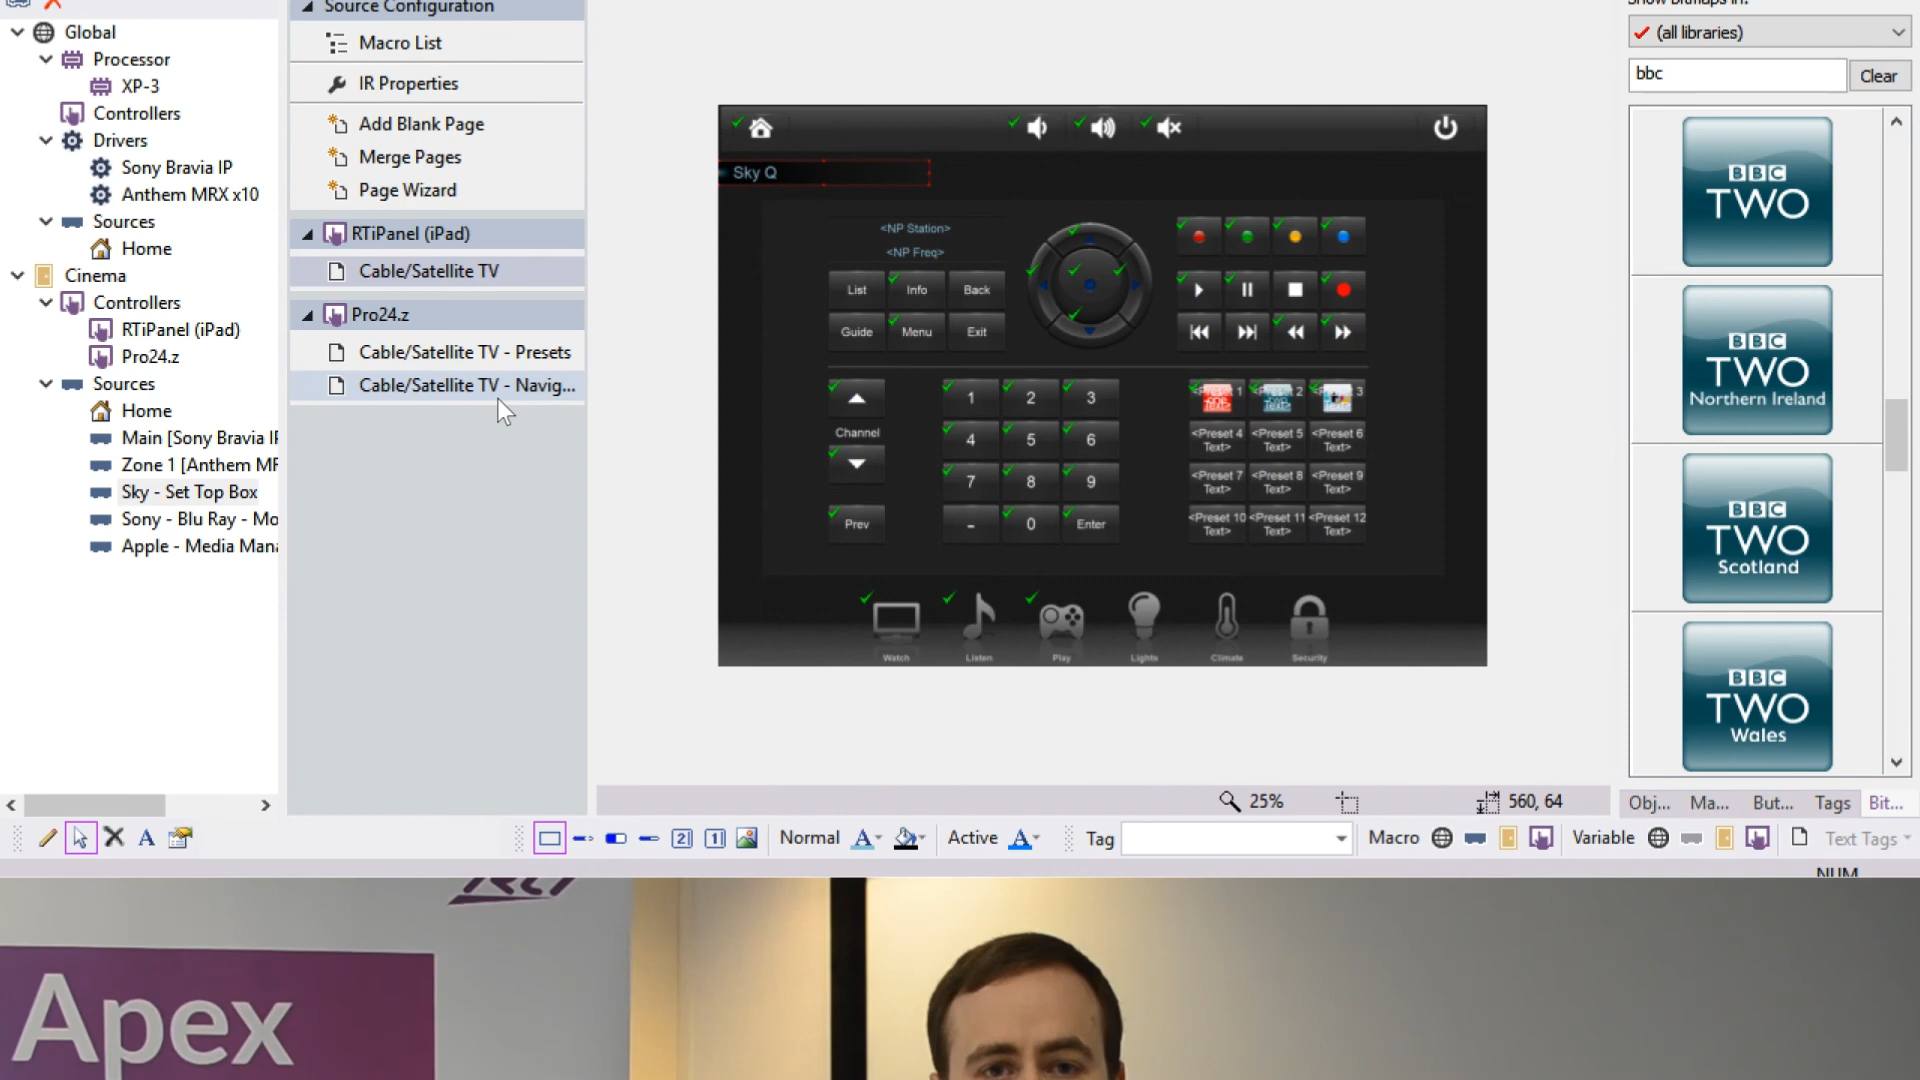 Global
Processor
XP-3
Controllers
Drivers
Sony Bravia IP
Anthem MRX x10
Sources
Home
Cinema
Controllers
RTiPanel (iPad)
Pro24.z
Sources
Home
Main [Sony Bravia IP
Zone 1 [Anthem MR
Sky - Set Top Box
Sony - Blu Ray - Mo
Apple - Media Mana
Source Configuration
Macro List
IR Properties
Add Blank Page
Merge Pages
Page Wizard
RTiPanel (iPad)
Cable/Satellite TV
Pro24.z
Cable/Satellite TV - Presets
Cable/Satellite TV - Navig...
Sky Q
<NP Station>
<NP Freq>
List Info Back
Guide Menu Exit
Channel
Prev
1 2 3
4 5 6
7 8 9
- 0 Enter
<Preset 4 Text> <Preset 5 Text> <Preset 6 Text>
<Preset 7 Text> <Preset 8 Text> <Preset 9 Text>
<Preset 10 Text> <Preset 11 Text> <Preset 12 Text>
Watch Listen Play Lights Climate Security
25%
560, 64
Show Bitmaps in:
(all libraries)
bbc Clear
BBC
TWO
BBC
TWO
Northern Ireland
BBC
TWO
Scotland
BBC
TWO
Wales
Obj... Ma... But... Tags Bit...
A 2 1 Normal A Active A Tag Macro Variable Text Tags
NUM
Apex